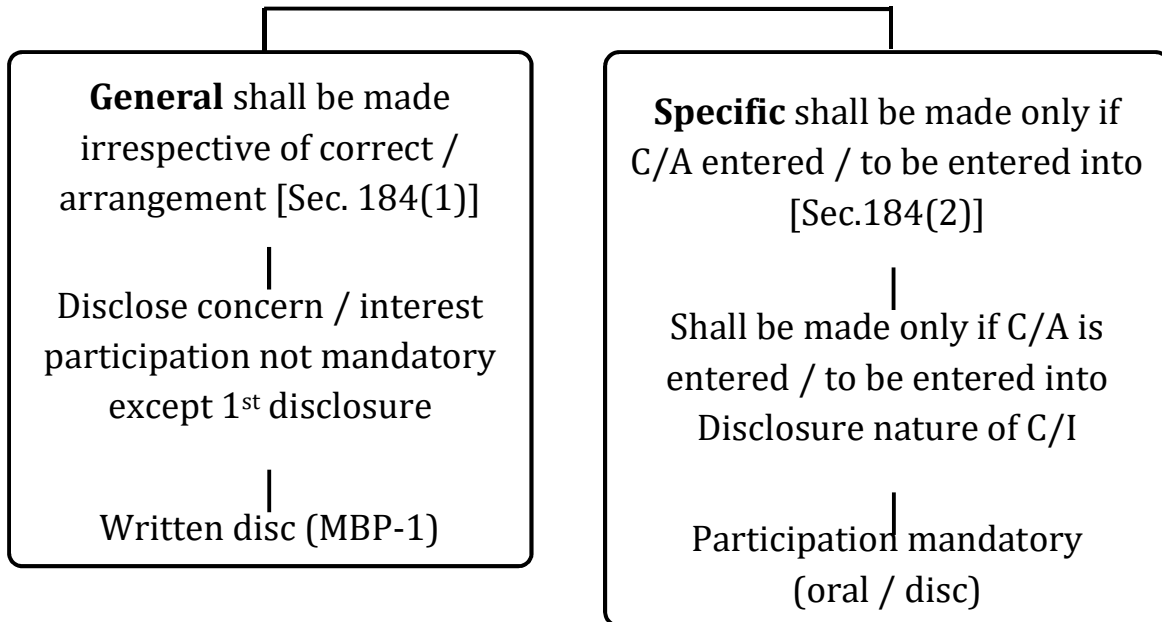 General shall be made
irrespective of correct /
arrangement [Sec. 184(1)]
Disclose concern / interest
participation not mandatory
except 1st disclosure
Written disc (MBP-1)
Specific shall be made only if
C/A entered / to be entered into
[Sec.184(2)]
Shall be made only if C/A is
entered / to be entered into
Disclosure nature of C/I
Participation mandatory
(oral / disc)